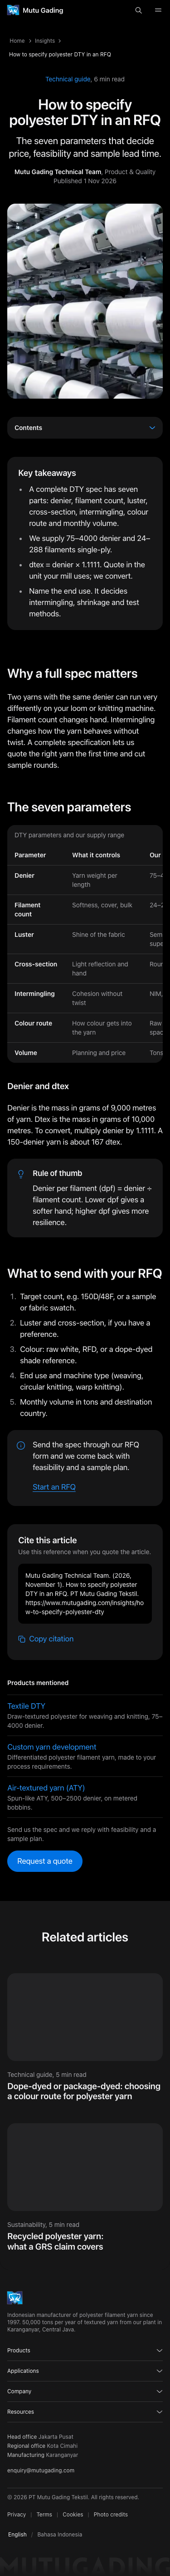 Mutu Gading
Home > Insights >
How to specify polyester DTY in an RFQ
Technical guide, 6 min read
How to specify
polyester DTY in an RFQ
The seven parameters that decide
price, feasibility and sample lead time.
Mutu Gading Technical Team, Product & Quality
Published 1 Nov 2026
Contents
Key takeaways
A complete DTY spec has seven
parts: denier, filament count, luster,
cross-section, intermingling, colour
route and monthly volume.
We supply 75–4000 denier and 24–
288 filaments single-ply.
dtex = denier × 1.1111. Quote in the
unit your mill uses; we convert.
Name the end use. It decides
intermingling, shrinkage and test
methods.
Why a full spec matters
Two yarns with the same denier can run very
differently on your loom or knitting machine.
Filament count changes hand. Intermingling
changes how the yarn behaves without
twist. A complete specification lets us
quote the right yarn the first time and cut
sample rounds.
The seven parameters
DTY parameters and our supply range
Parameter What it controls Our
Denier Yarn weight per
length 75–4
Filament
count Softness, cover, bulk 24–2
Luster Shine of the fabric Sem
supe
Cross-section Light reflection and
hand Roun
Intermingling Cohesion without
twist NIM,
Colour route How colour gets into
the yarn Raw
spac
Volume Planning and price Tons
Denier and dtex
Denier is the mass in grams of 9,000 metres
of yarn. Dtex is the mass in grams of 10,000
metres. To convert, multiply denier by 1.1111. A
150-denier yarn is about 167 dtex.
Rule of thumb
Denier per filament (dpf) = denier ÷
filament count. Lower dpf gives a
softer hand; higher dpf gives more
resilience.
What to send with your RFQ
1. Target count, e.g. 150D/48F, or a sample
or fabric swatch.
2. Luster and cross-section, if you have a
preference.
3. Colour: raw white, RFD, or a dope-dyed
shade reference.
4. End use and machine type (weaving,
circular knitting, warp knitting).
5. Monthly volume in tons and destination
country.
Send the spec through our RFQ
form and we come back with
feasibility and a sample plan.
Start an RFQ
Cite this article
Use this reference when you quote the article.
Mutu Gading Technical Team. (2026,
November 1). How to specify polyester
DTY in an RFQ. PT Mutu Gading Tekstil.
https://www.mutugading.com/insights/ho
w-to-specify-polyester-dty
Copy citation
Products mentioned
Textile DTY
Draw-textured polyester for weaving and knitting, 75–
4000 denier.
Custom yarn development
Differentiated polyester filament yarn, made to your
process requirements.
Air-textured yarn (ATY)
Spun-like ATY, 500–2500 denier, on metered
bobbins.
Send us the spec and we reply with feasibility and a
sample plan.
Request a quote
Related articles
Technical guide, 5 min read
Dope-dyed or package-dyed: choosing
a colour route for polyester yarn
Sustainability, 5 min read
Recycled polyester yarn:
what a GRS claim covers
Indonesian manufacturer of polyester filament yarn since
1997. 50,000 tons per year of textured yarn from our plant in
Karanganyar, Central Java.
Products
Applications
Company
Resources
Head office Jakarta Pusat
Regional office Kota Cimahi
Manufacturing Karanganyar
enquiry@mutugading.com
© 2026 PT Mutu Gading Tekstil. All rights reserved.
Privacy | Terms | Cookies | Photo credits
English / Bahasa Indonesia
MUTUGADING